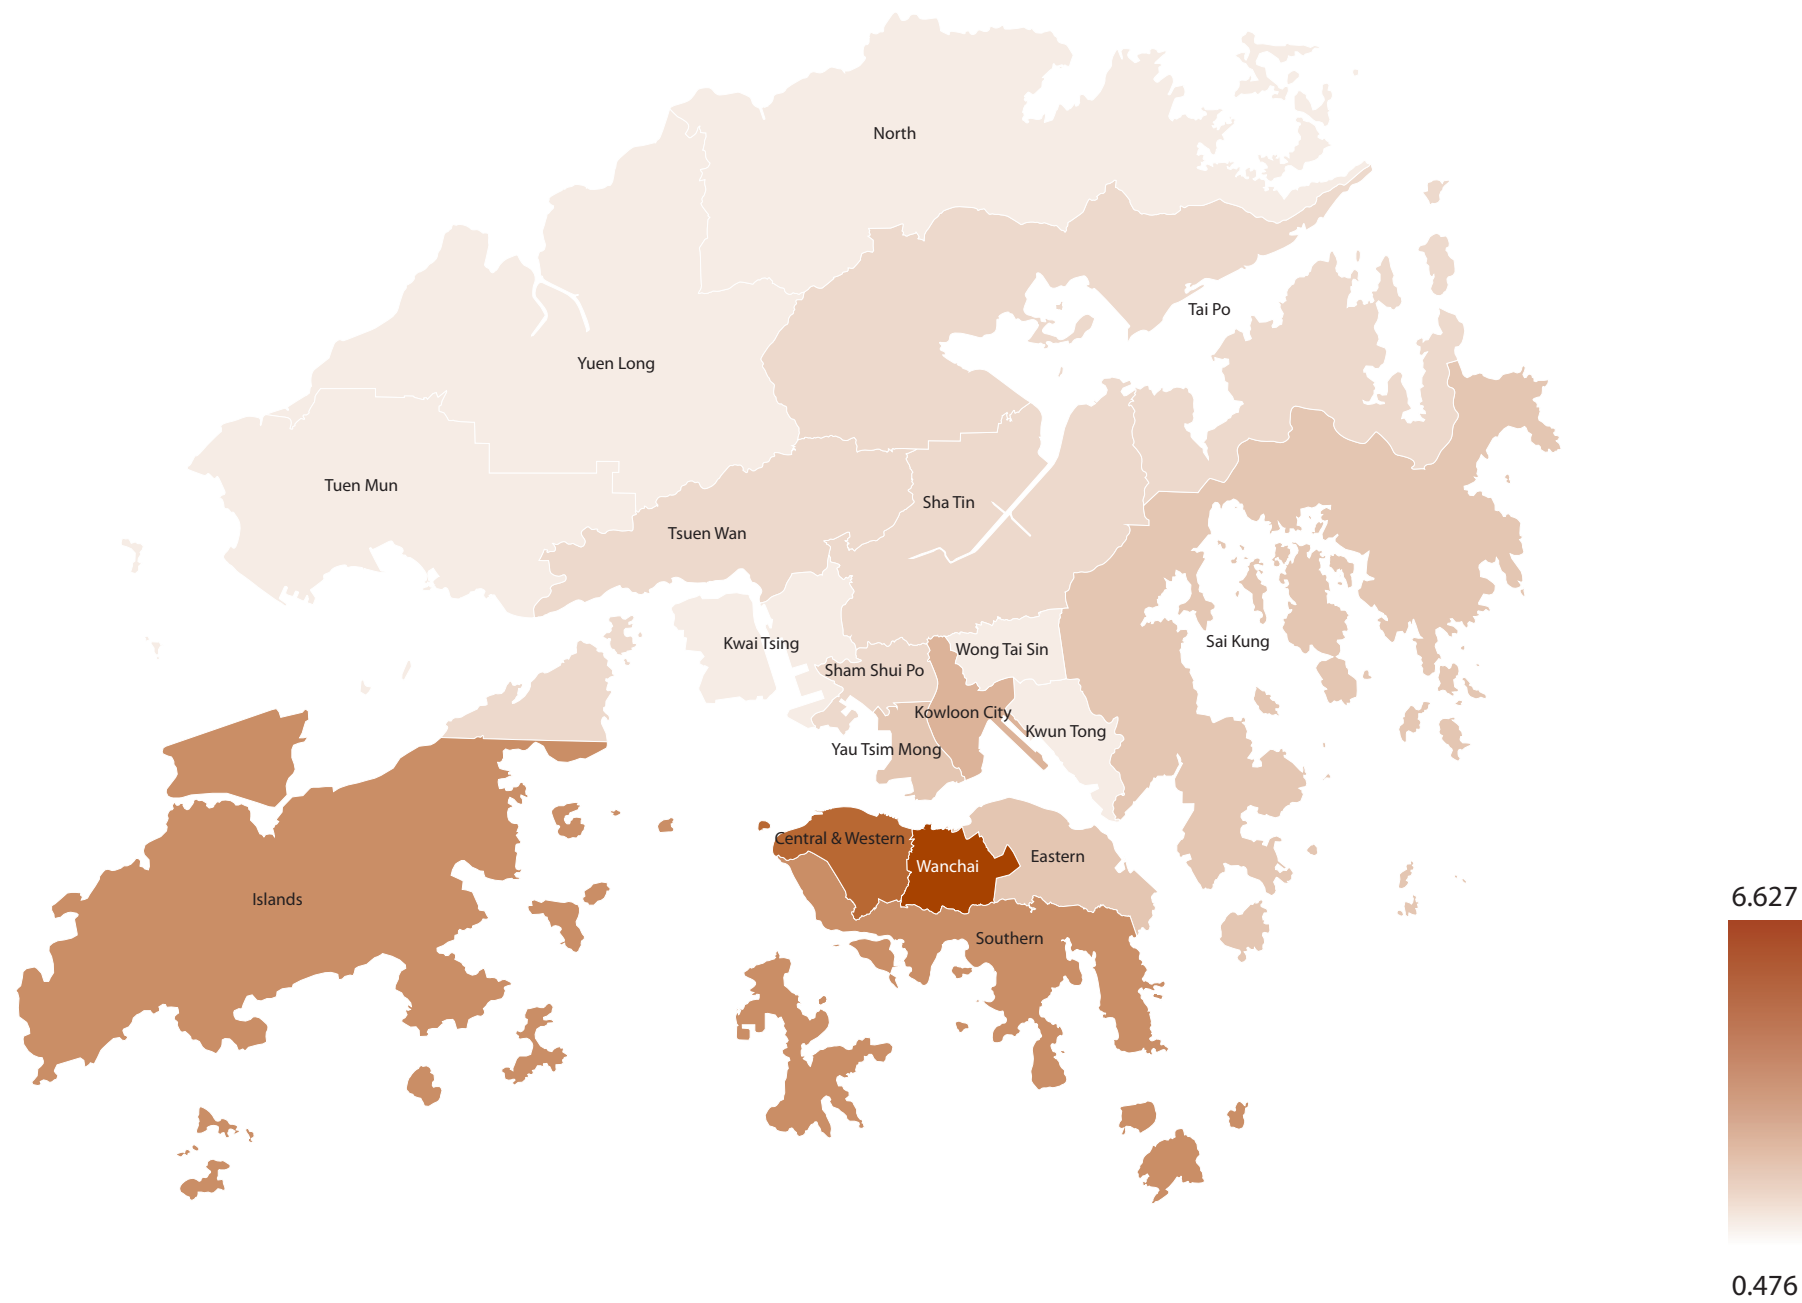 North
Tai Po
Yuen Long
Tuen Mun
Sha Tin
Tsuen Wan
Kwai Tsing
Wong Tai Sin
Sai Kung
Sham Shui Po
Kowloon City
Kwun Tong
Yau Tsim Mong
Central & Western
Wanchai
Eastern
Islands
Southern
6.627
0.476